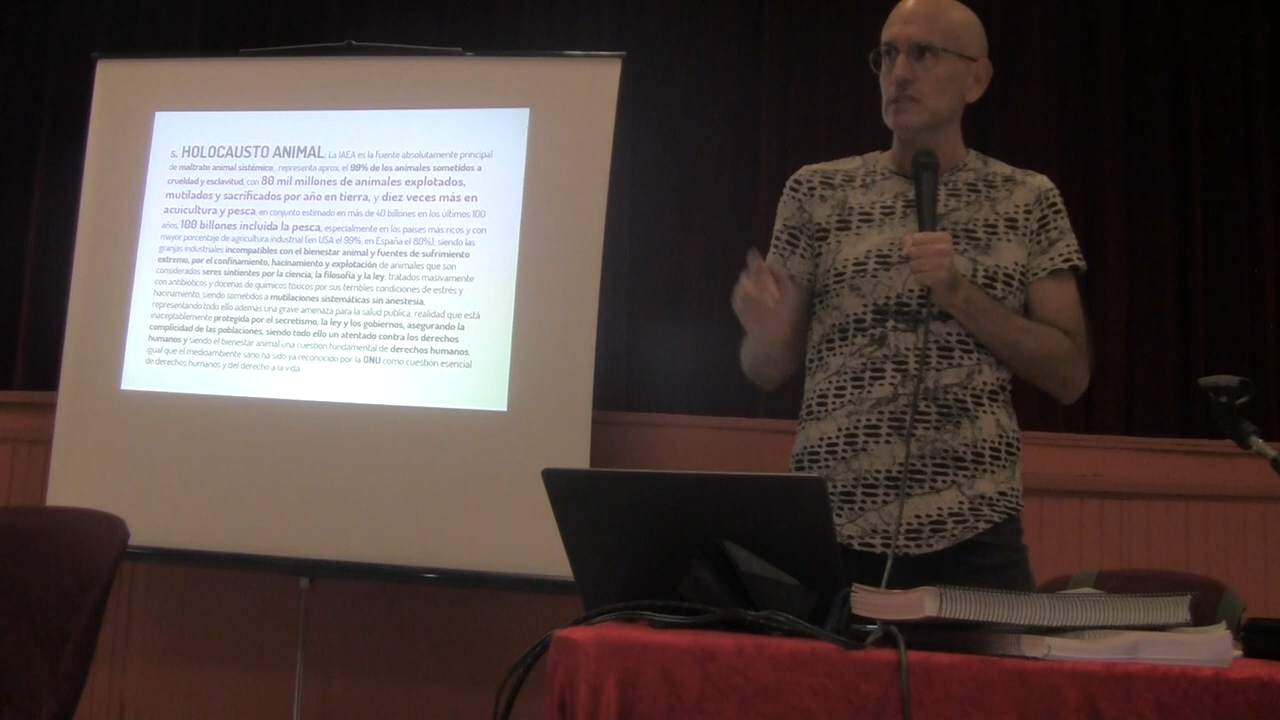 5. HOLOCAUSTO ANIMAL: La IAEA es la fuente absolutamente principal
de maltrato animal sistémico, representa aprox. el 99% de los animales sometidos a
crueldad y esclavitud, con 80 mil millones de animales explotados,
mutilados y sacrificados por año en tierra, y diez veces más en
acuicultura y pesca, en conjunto estimado en más de 40 billones en los últimos 100
años, 100 billones incluida la pesca, especialmente en los países más ricos y con
mayor porcentaje de agricultura industrial (en USA el 99%, en España el 80%), siendo las
granjas industriales incompatibles con el bienestar animal y fuentes de sufrimiento
extremo, por el confinamiento, hacinamiento y explotación de animales que son
considerados seres sintientes por la ciencia, la filosofía y la ley, tratados masivamente
con antibióticos y docenas de químicos tóxicos por sus terribles condiciones de estrés y
hacinamiento, siendo sometidos a mutilaciones sistemáticas sin anestesia,
representando todo ello además una grave amenaza para la salud pública, realidad que está
inaceptablemente protegida por el secretismo, la ley y los gobiernos, asegurando la
complicidad de las poblaciones, siendo todo ello un atentado contra los derechos
humanos y siendo el bienestar animal una cuestión fundamental de derechos humanos,
igual que el medioambiente sano ha sido ya reconocido por la ONU como cuestión esencial
de derechos humanos y del derecho a la vida